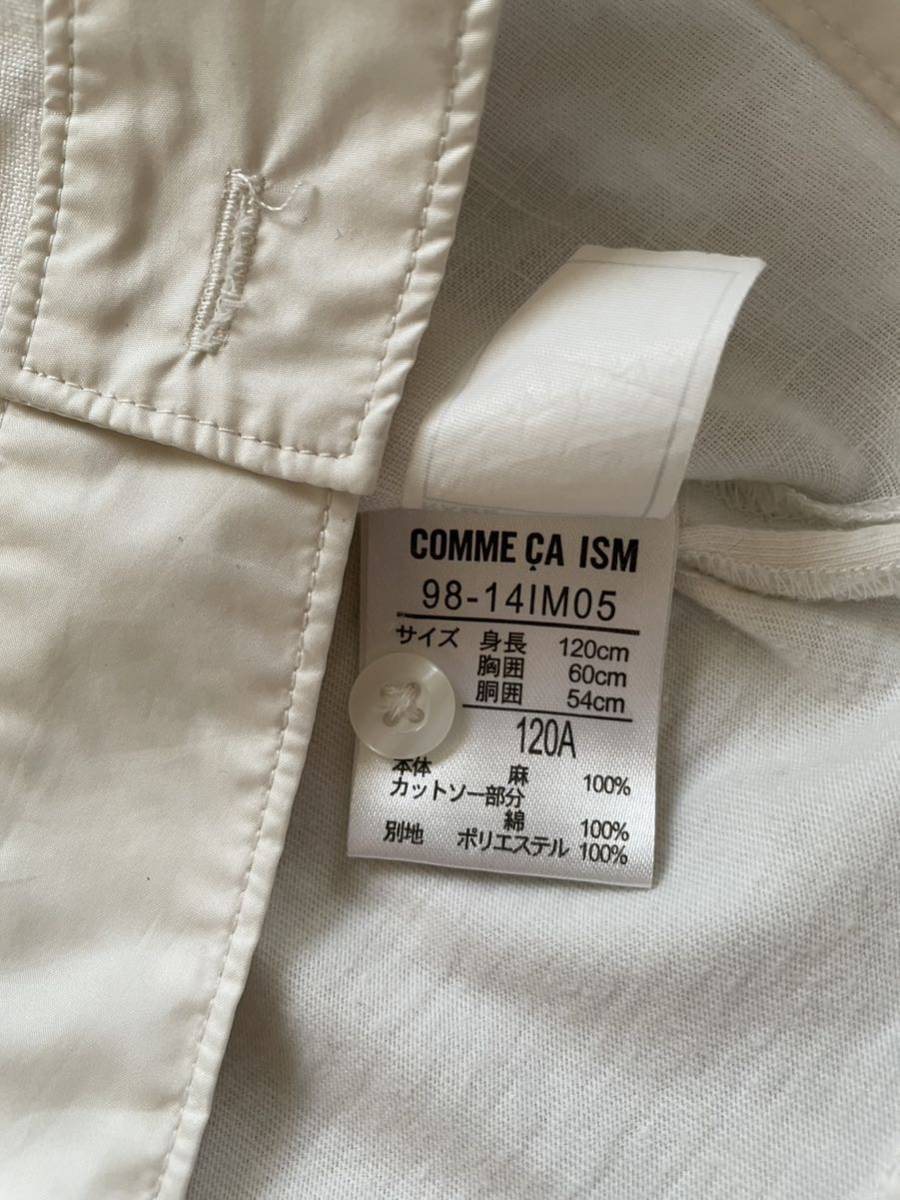 COMME ÇA ISM
98-14IM05
サイズ 身長 120cm
胸囲 60cm
胴囲 54cm
120A
本体 麻 100%
カットソー部分
綿 100%
別地 ポリエステル 100%